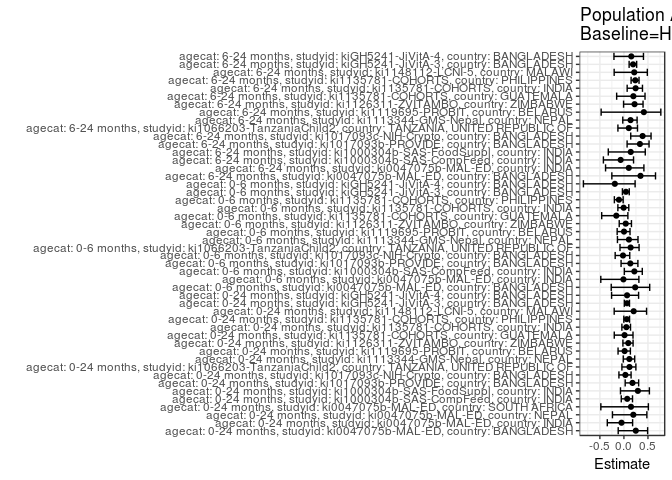 Population
Baseline=H
agecat: 6-24 months, studyid: kiGH5241-JiVitA-4, country: BANGLADESH
agecat: 6-24 months, studyid: kiGH5241-JiVitA-3, country: BANGLADESH
agecat: 6-24 months, studyid: ki1148112-LCNI-5, country: MALAWI
agecat: 6-24 months, studyid: ki1135781-COHORTS, country: PHILIPPINES
agecat: 6-24 months, studyid: ki1135781-COHORTS, country: INDIA
agecat: 6-24 months, studyid: ki1135781-COHORTS, country: GUATEMALA
agecat: 6-24 months, studyid: ki1126311-ZVITAMBO, country: ZIMBABWE
agecat: 6-24 months, studyid: ki1119695-PROBIT, country: BELARUS
agecat: 6-24 months, studyid: ki1113344-GMS-Nepal, country: NEPAL
agecat: 6-24 months, studyid: ki1066203-TanzaniaChild2, country: TANZANIA, UNITED REPUBLIC OF
agecat: 6-24 months, studyid: ki1017093c-NIH-Crypto, country: BANGLADESH
agecat: 6-24 months, studyid: ki1017093b-PROVIDE, country: BANGLADESH
agecat: 6-24 months, studyid: ki1000304b-SAS-FoodSuppl, country: INDIA
agecat: 6-24 months, studyid: ki1000304b-SAS-CompFeed, country: INDIA
agecat: 6-24 months, studyid: ki0047075b-MAL-ED, country: INDIA
agecat: 6-24 months, studyid: ki0047075b-MAL-ED, country: BANGLADESH
agecat: 0-6 months, studyid: kiGH5241-JiVitA-4, country: BANGLADESH
agecat: 0-6 months, studyid: kiGH5241-JiVitA-3, country: BANGLADESH
agecat: 0-6 months, studyid: ki1135781-COHORTS, country: PHILIPPINES
agecat: 0-6 months, studyid: ki1135781-COHORTS, country: INDIA
agecat: 0-6 months, studyid: ki1135781-COHORTS, country: GUATEMALA
agecat: 0-6 months, studyid: ki1126311-ZVITAMBO, country: ZIMBABWE
agecat: 0-6 months, studyid: ki1119695-PROBIT, country: BELARUS
agecat: 0-6 months, studyid: ki1113344-GMS-Nepal, country: NEPAL
agecat: 0-6 months, studyid: ki1066203-TanzaniaChild2, country: TANZANIA, UNITED REPUBLIC OF
agecat: 0-6 months, studyid: ki1017093c-NIH-Crypto, country: BANGLADESH
agecat: 0-6 months, studyid: ki1017093b-PROVIDE, country: BANGLADESH
agecat: 0-6 months, studyid: ki1000304b-SAS-CompFeed, country: INDIA
agecat: 0-6 months, studyid: ki0047075b-MAL-ED, country: INDIA
agecat: 0-6 months, studyid: ki0047075b-MAL-ED, country: BANGLADESH
agecat: 0-24 months, studyid: kiGH5241-JiVitA-4, country: BANGLADESH
agecat: 0-24 months, studyid: kiGH5241-JiVitA-3, country: BANGLADESH
agecat: 0-24 months, studyid: ki1148112-LCNI-5, country: MALAWI
agecat: 0-24 months, studyid: ki1135781-COHORTS, country: PHILIPPINES
agecat: 0-24 months, studyid: ki1135781-COHORTS, country: INDIA
agecat: 0-24 months, studyid: ki1135781-COHORTS, country: GUATEMALA
agecat: 0-24 months, studyid: ki1126311-ZVITAMBO, country: ZIMBABWE
agecat: 0-24 months, studyid: ki1119695-PROBIT, country: BELARUS
agecat: 0-24 months, studyid: ki1113344-GMS-Nepal, country: NEPAL
agecat: 0-24 months, studyid: ki1066203-TanzaniaChild2, country: TANZANIA, UNITED REPUBLIC OF
agecat: 0-24 months, studyid: ki1017093c-NIH-Crypto, country: BANGLADESH
agecat: 0-24 months, studyid: ki1017093b-PROVIDE, country: BANGLADESH
agecat: 0-24 months, studyid: ki1000304b-SAS-FoodSuppl, country: INDIA
agecat: 0-24 months, studyid: ki1000304b-SAS-CompFeed, country: INDIA
agecat: 0-24 months, studyid: ki0047075b-MAL-ED, country: SOUTH AFRICA
agecat: 0-24 months, studyid: ki0047075b-MAL-ED, country: NEPAL
agecat: 0-24 months, studyid: ki0047075b-MAL-ED, country: INDIA
agecat: 0-24 months, studyid: ki0047075b-MAL-ED, country: BANGLADESH
-0.5 0.0 0.5
Estimate